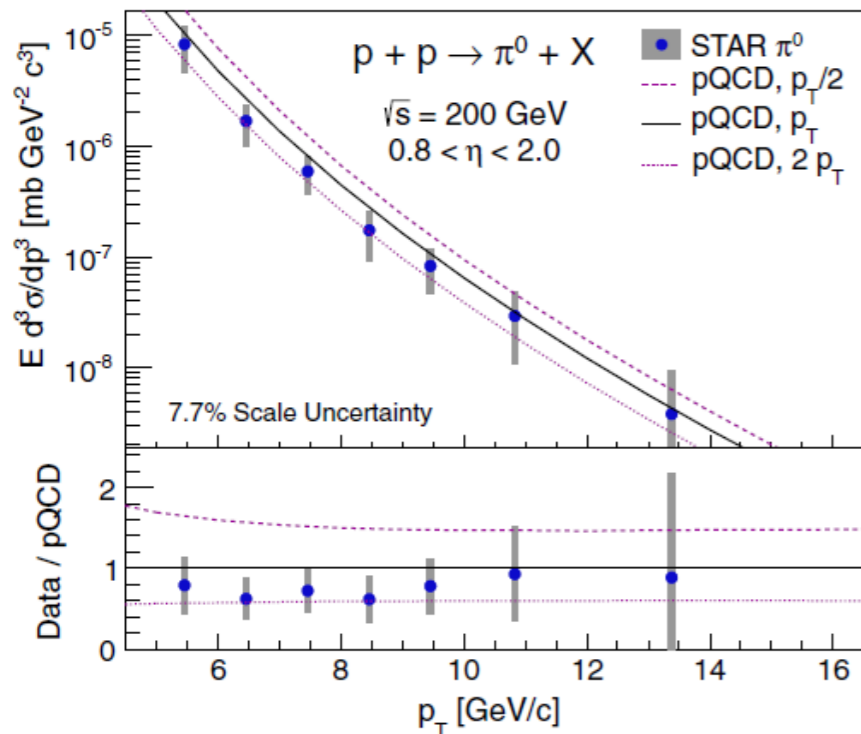 10⁻⁵
10⁻⁶
10⁻⁷
10⁻⁸
E d³σ/dp³ [mb GeV⁻² c³]
p + p → π⁰ + X
√s = 200 GeV
0.8 < η < 2.0
STAR π⁰
pQCD, p_T/2
pQCD, p_T
pQCD, 2 p_T
7.7% Scale Uncertainty
Data / pQCD
2
1
0
6 8 10 12 14 16
p_T [GeV/c]